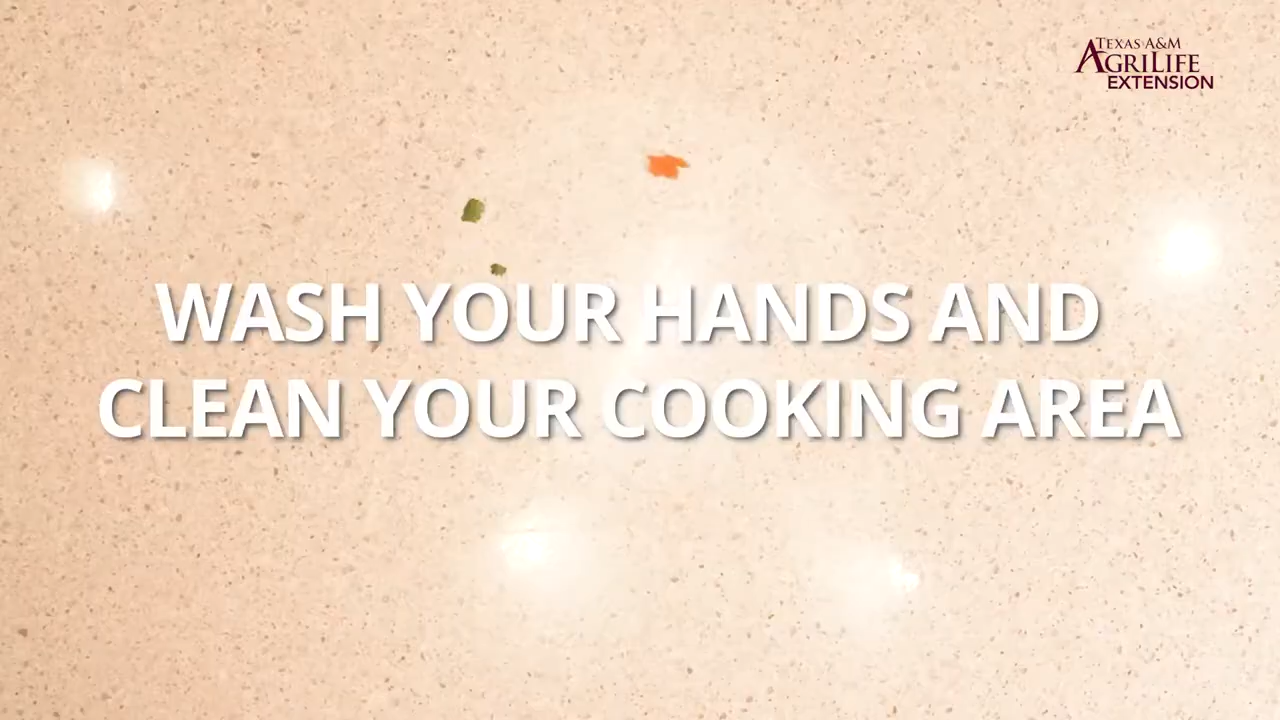 TEXAS A&M
AGRILIFE
EXTENSION
WASH YOUR HANDS AND
CLEAN YOUR COOKING AREA